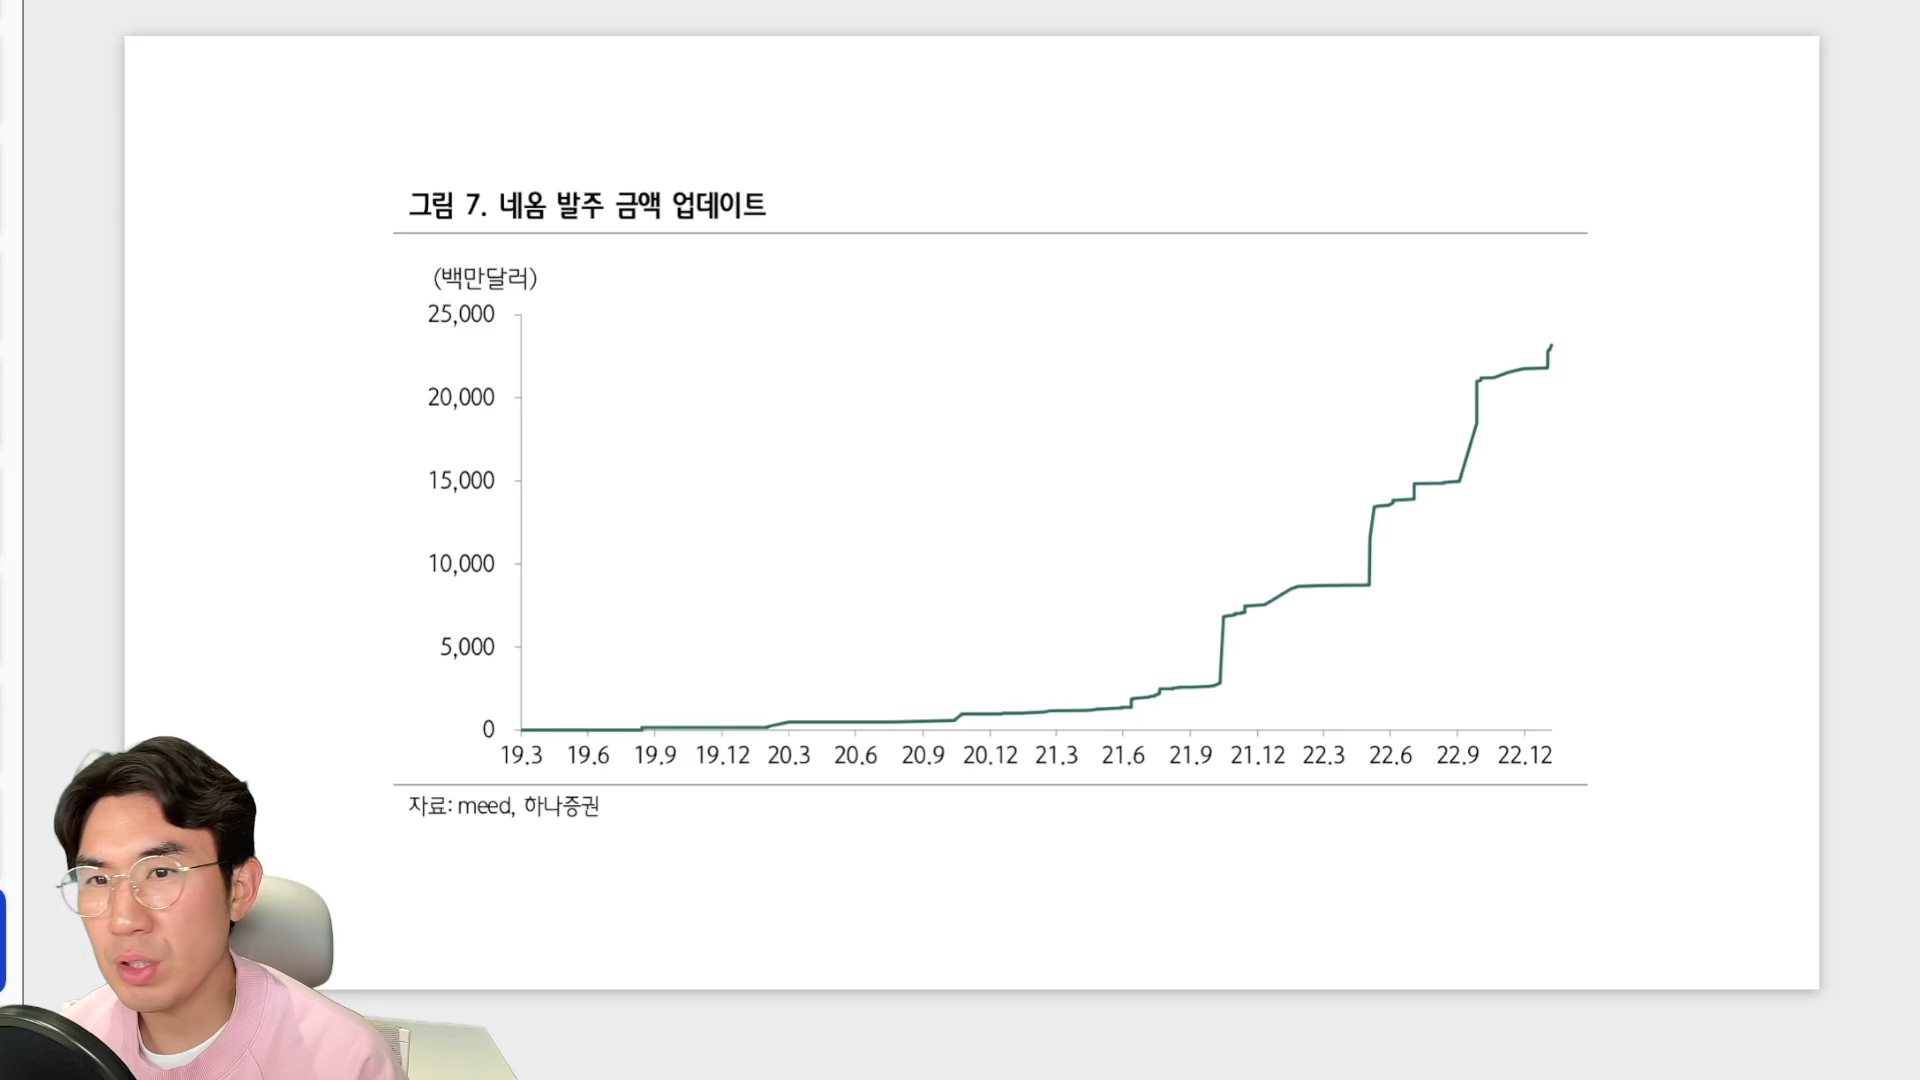 그림 7. 네옴 발주 금액 업데이트
(백만달러)
25,000
20,000
15,000
10,000
5,000
0
19.3 19.6 19.9 19.12 20.3 20.6 20.9 20.12 21.3 21.6 21.9 21.12 22.3 22.6 22.9 22.12
자료: meed, 하나증권